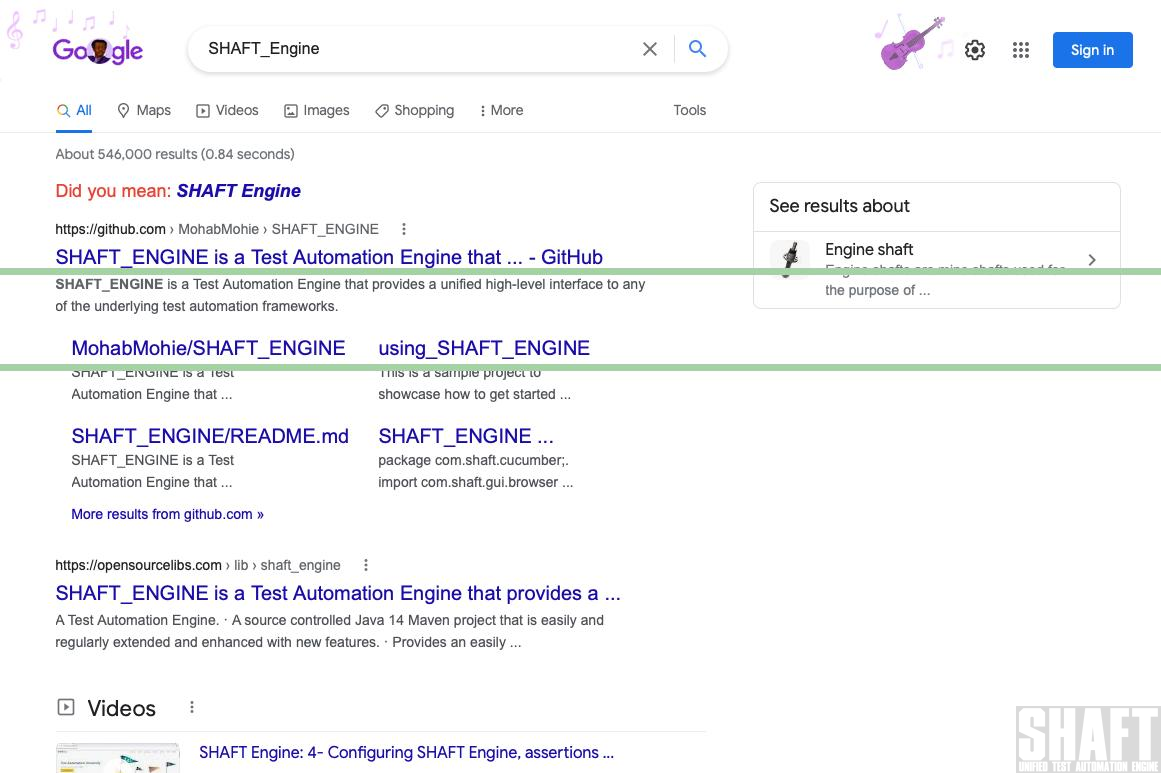 Google
SHAFT_Engine
Sign in
All Maps Videos Images Shopping More Tools
About 546,000 results (0.84 seconds)
Did you mean: SHAFT Engine
https://github.com › MohabMohie › SHAFT_ENGINE
SHAFT_ENGINE is a Test Automation Engine that ... - GitHub
SHAFT_ENGINE is a Test Automation Engine that provides a unified high-level interface to any
of the underlying test automation frameworks.
MohabMohie/SHAFT_ENGINE
SHAFT_ENGINE is a Test
Automation Engine that ...
using_SHAFT_ENGINE
This is a sample project to
showcase how to get started ...
SHAFT_ENGINE/README.md
SHAFT_ENGINE is a Test
Automation Engine that ...
SHAFT_ENGINE ...
package com.shaft.cucumber;.
import com.shaft.gui.browser ...
More results from github.com »
https://opensourcelibs.com › lib › shaft_engine
SHAFT_ENGINE is a Test Automation Engine that provides a ...
A Test Automation Engine. · A source controlled Java 14 Maven project that is easily and
regularly extended and enhanced with new features. · Provides an easily ...
Videos
SHAFT Engine: 4- Configuring SHAFT Engine, assertions ...
See results about
Engine shaft
Engine shafts are mine shafts used for
the purpose of ...
SHAFT
UNIFIED TEST AUTOMATION ENGINE